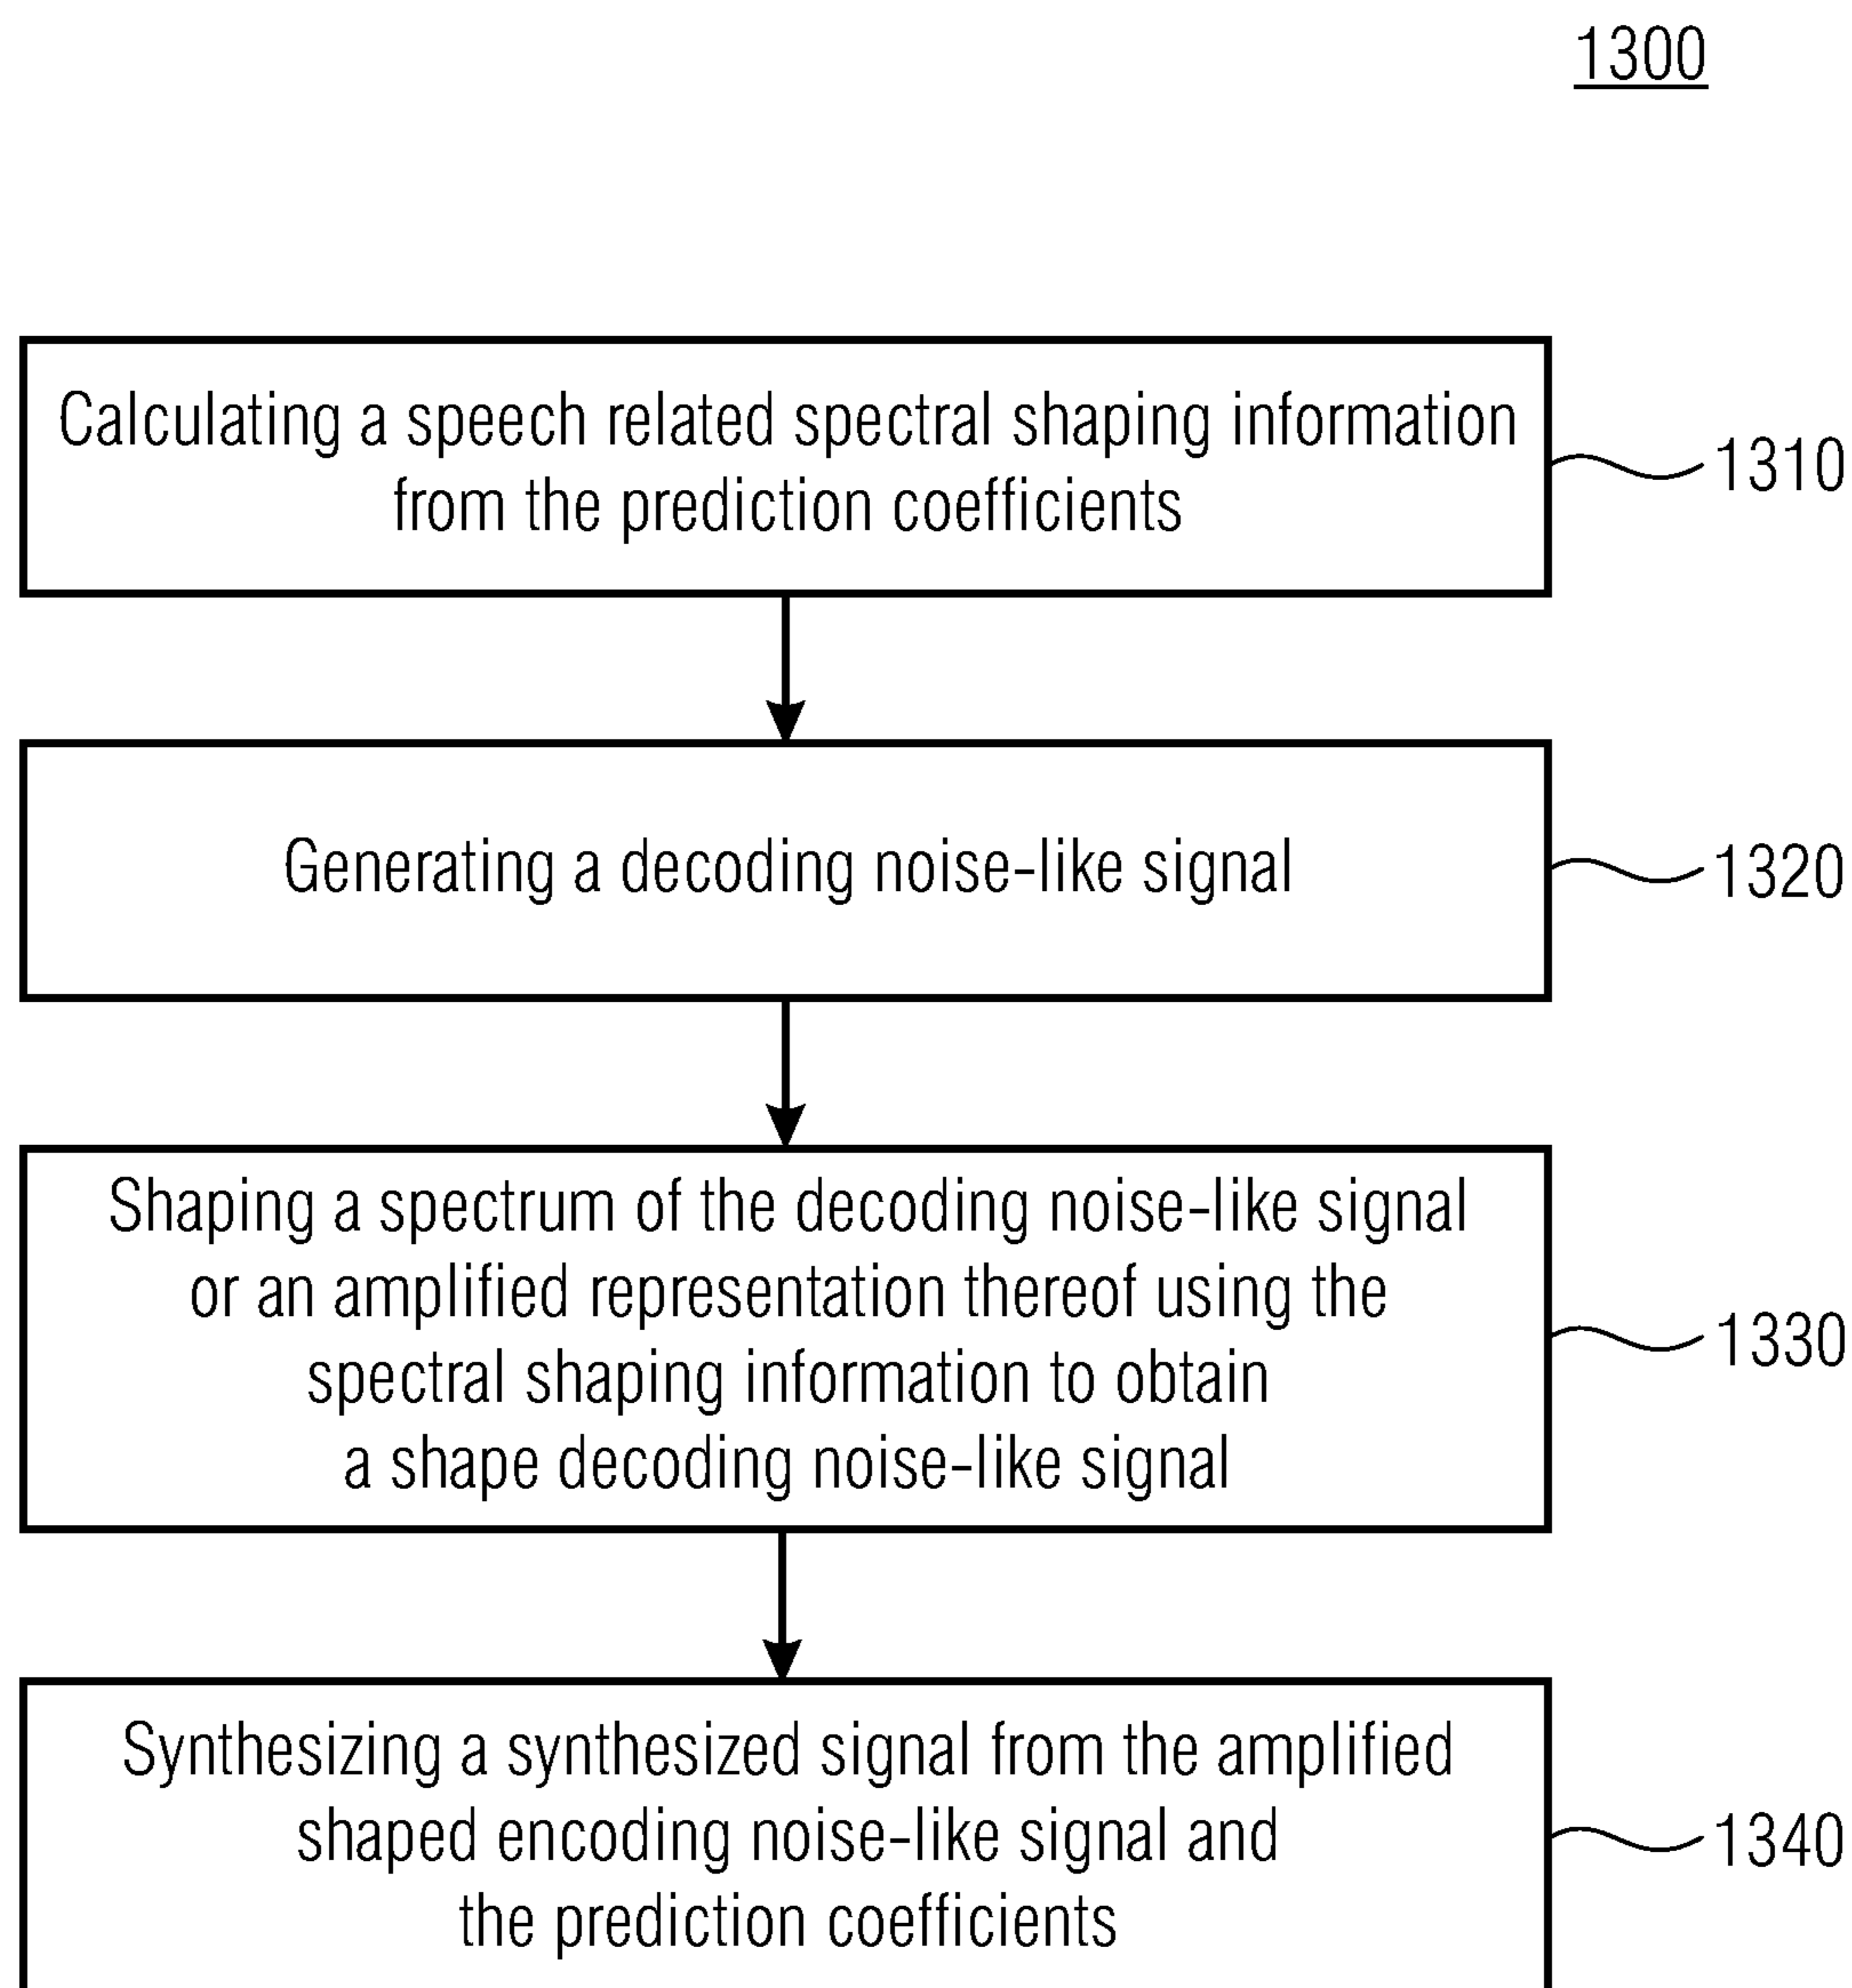 1300
Calculating a speech related spectral shaping information
from the prediction coefficients
1310
Generating a decoding noise-like signal
1320
Shaping a spectrum of the decoding noise-like signal
or an amplified representation thereof using the
spectral shaping information to obtain
a shape decoding noise-like signal
1330
Synthesizing a synthesized signal from the amplified
shaped encoding noise-like signal and
the prediction coefficients
1340